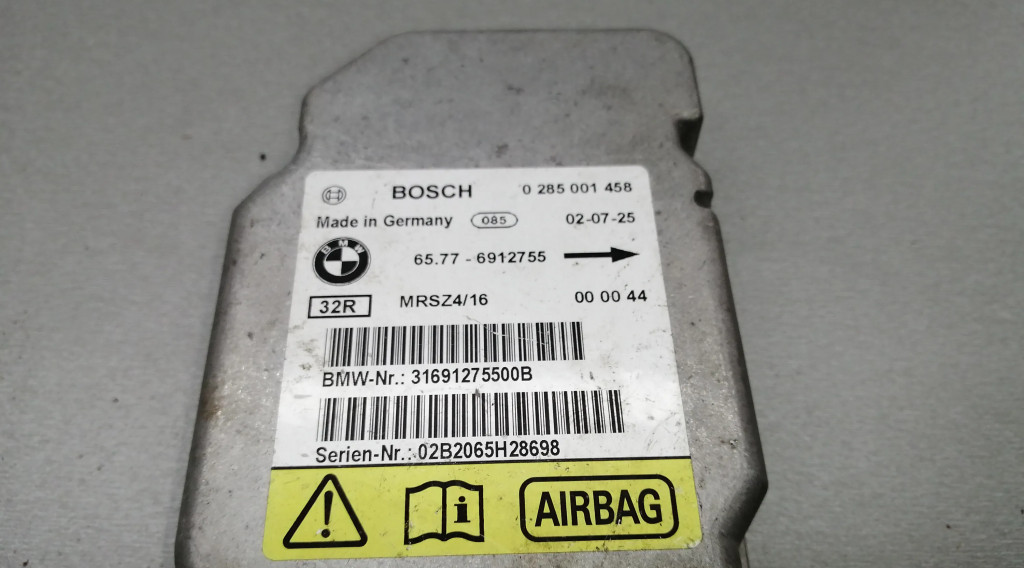 BOSCH 0 285 001 458
Made in Germany 085 02-07-25
BMW 65.77 - 6912755
32R MRSZ4/16 00 00 44
BMW-Nr.: 31691275500B
Serien-Nr.: 02B2065H28698
AIRBAG